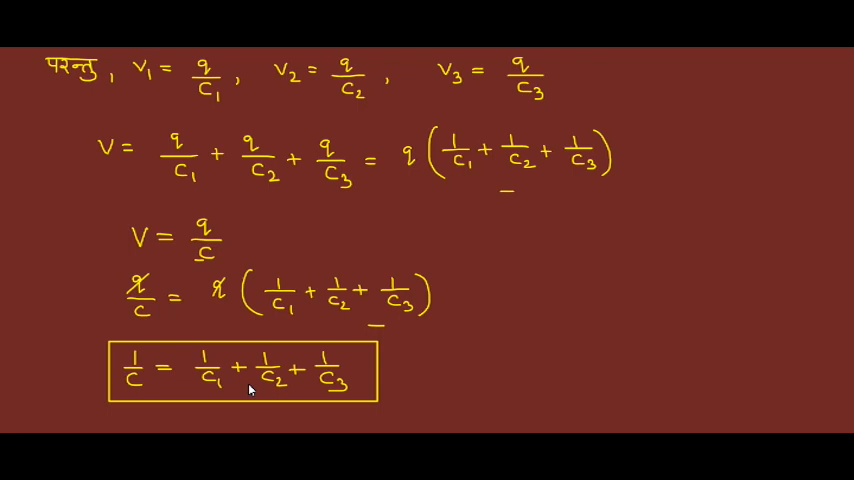 परन्तु, V₁ = q/C₁, V₂ = q/C₂, V₃ = q/C₃
V = q/C₁ + q/C₂ + q/C₃ = q (1/C₁ + 1/C₂ + 1/C₃)
V = q/C
q/C = q (1/C₁ + 1/C₂ + 1/C₃)
1/C = 1/C₁ + 1/C₂ + 1/C₃